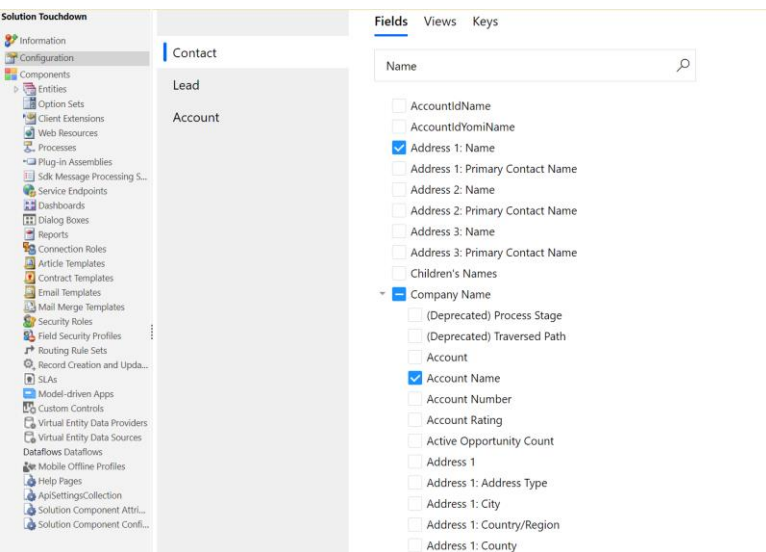 Solution Touchdown
Information
Configuration
Components
Entities
Option Sets
Client Extensions
Web Resources
Processes
Plug-in Assemblies
Sdk Message Processing S...
Service Endpoints
Dashboards
Dialog Boxes
Reports
Connection Roles
Article Templates
Contract Templates
Email Templates
Mail Merge Templates
Security Roles
Field Security Profiles
Routing Rule Sets
Record Creation and Upda...
SLAs
Model-driven Apps
Custom Controls
Virtual Entity Data Providers
Virtual Entity Data Sources
Dataflows Dataflows
Mobile Offline Profiles
Help Pages
ApiSettingsCollection
Solution Component Attri...
Solution Component Confi...
Contact
Lead
Account
Fields Views Keys
Name
AccountIdName
AccountIdYomiName
Address 1: Name
Address 1: Primary Contact Name
Address 2: Name
Address 2: Primary Contact Name
Address 3: Name
Address 3: Primary Contact Name
Children's Names
Company Name
(Deprecated) Process Stage
(Deprecated) Traversed Path
Account
Account Name
Account Number
Account Rating
Active Opportunity Count
Address 1
Address 1: Address Type
Address 1: City
Address 1: Country/Region
Address 1: County